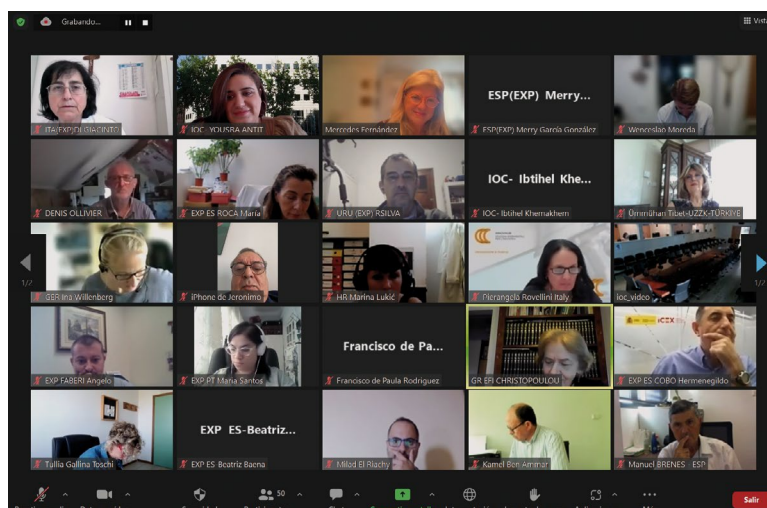 Grabando...
Vista
ITA(EXP)DI GIACINTO
IOC- YOUSRA ANTIT
Mercedes Fernández
ESP(EXP) Merry...
ESP(EXP) Merry García González
Wenceslao Moreda
DENIS OLLIVIER
EXP ES ROCA María
URU (EXP) RSILVA
IOC- Ibtihel Khe...
IOC- Ibtihel Khemakhem
Ümmühan Tibet-UZZK-TÜRKİYE
1/2
GER Ina Willenberg
iPhone de Jeronimo
HR Marina Lukić
Pierangela Rovellini Italy
ioc_video
1/2
EXP FABERI Angelo
EXP PT Maria Santos
Francisco de Pa...
Francisco de Paula Rodriguez
GR EFI CHRISTOPOULOU
ICEX
EXP ES COBO Hermenegildo
Tullia Gallina Toschi
EXP ES-Beatriz...
EXP ES-Beatriz Baena
Milad El Riachy
Kamel Ben Ammar
Manuel BRENES - ESP
50
Salir